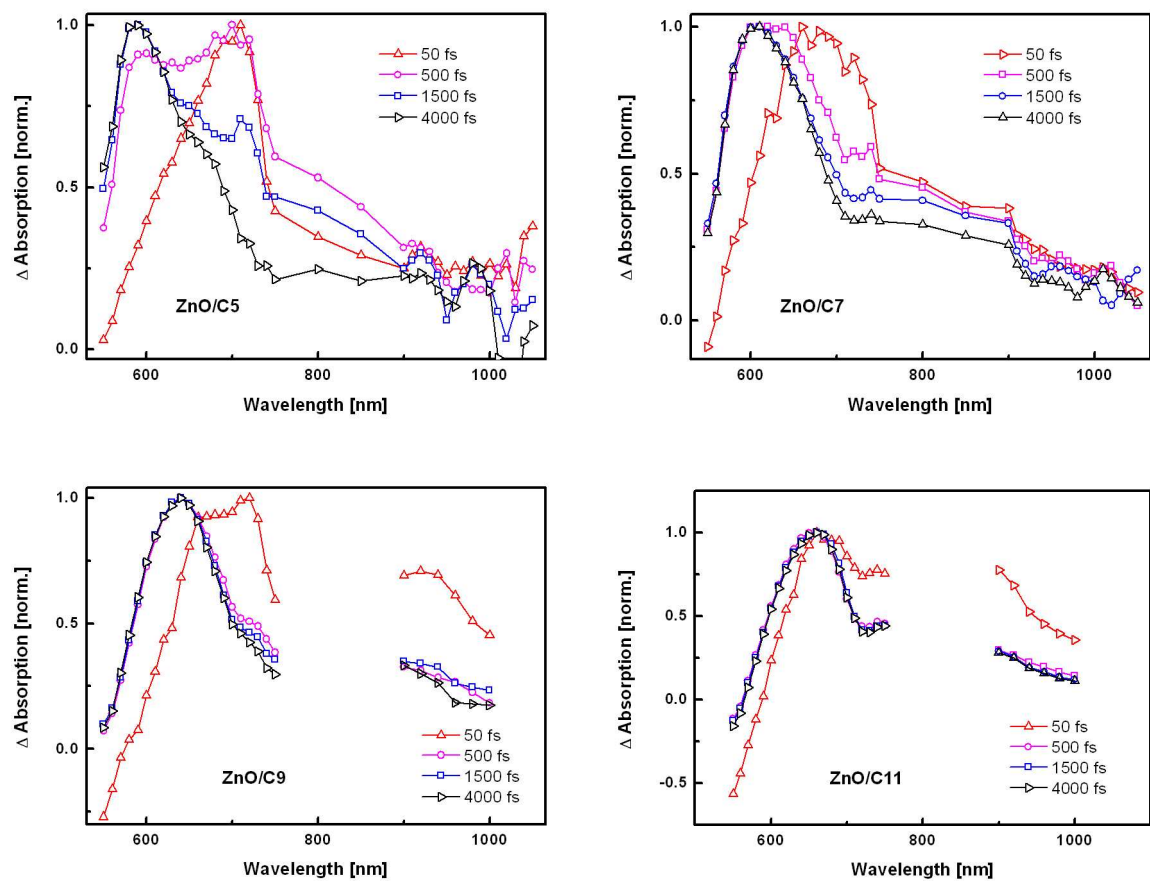 1.0
0.5
0.0
600
800
1000
Δ Absorption [norm.]
Wavelength [nm]
50 fs
500 fs
1500 fs
4000 fs
ZnO/C5
1.0
0.5
0.0
600
800
1000
Δ Absorption [norm.]
Wavelength [nm]
50 fs
500 fs
1500 fs
4000 fs
ZnO/C7
1.0
0.5
0.0
600
800
1000
Δ Absorption [norm.]
Wavelength [nm]
50 fs
500 fs
1500 fs
4000 fs
ZnO/C9
1.0
0.5
0.0
-0.5
600
800
1000
Δ Absorption [norm.]
Wavelength [nm]
50 fs
500 fs
1500 fs
4000 fs
ZnO/C11